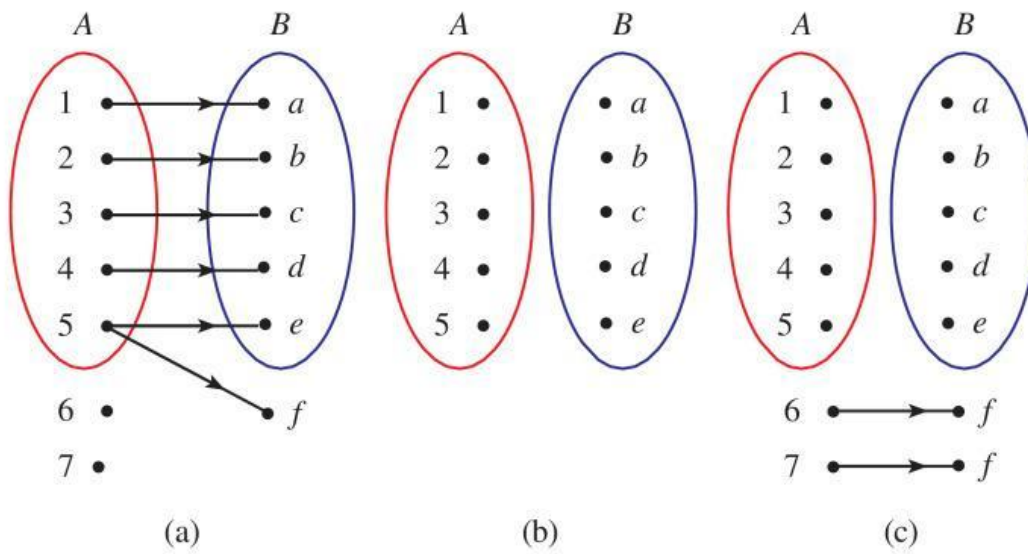 A B A B A B
1 a 1 a 1 a
2 b 2 b 2 b
3 c 3 c 3 c
4 d 4 d 4 d
5 e 5 e 5 e
6 f 6 f
7 7 f
(a) (b) (c)